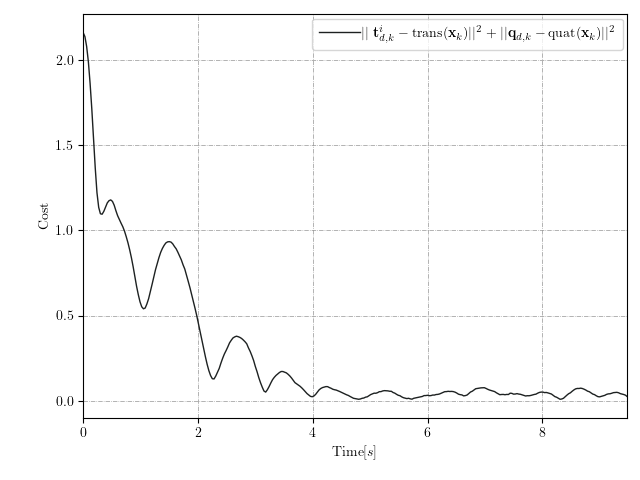 || t^i_{d,k} − trans(x_k)||^2 + ||q_{d,k} − quat(x_k)||^2
2.0
1.5
1.0
0.5
0.0
Cost
0 2 4 6 8
Time[s]